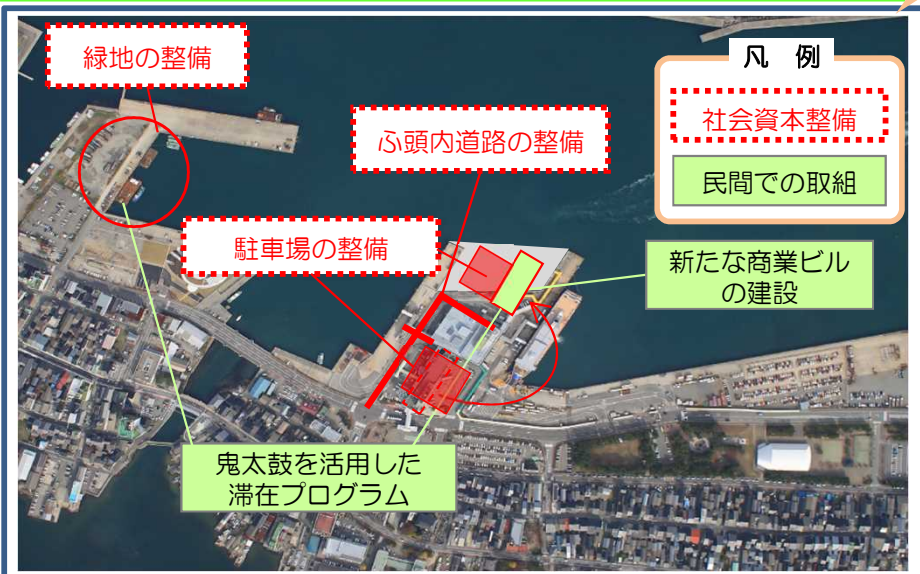 緑地の整備
ふ頭内道路の整備
駐車場の整備
凡 例
社会資本整備
民間での取組
新たな商業ビル
の建設
鬼太鼓を活用した
滞在プログラム